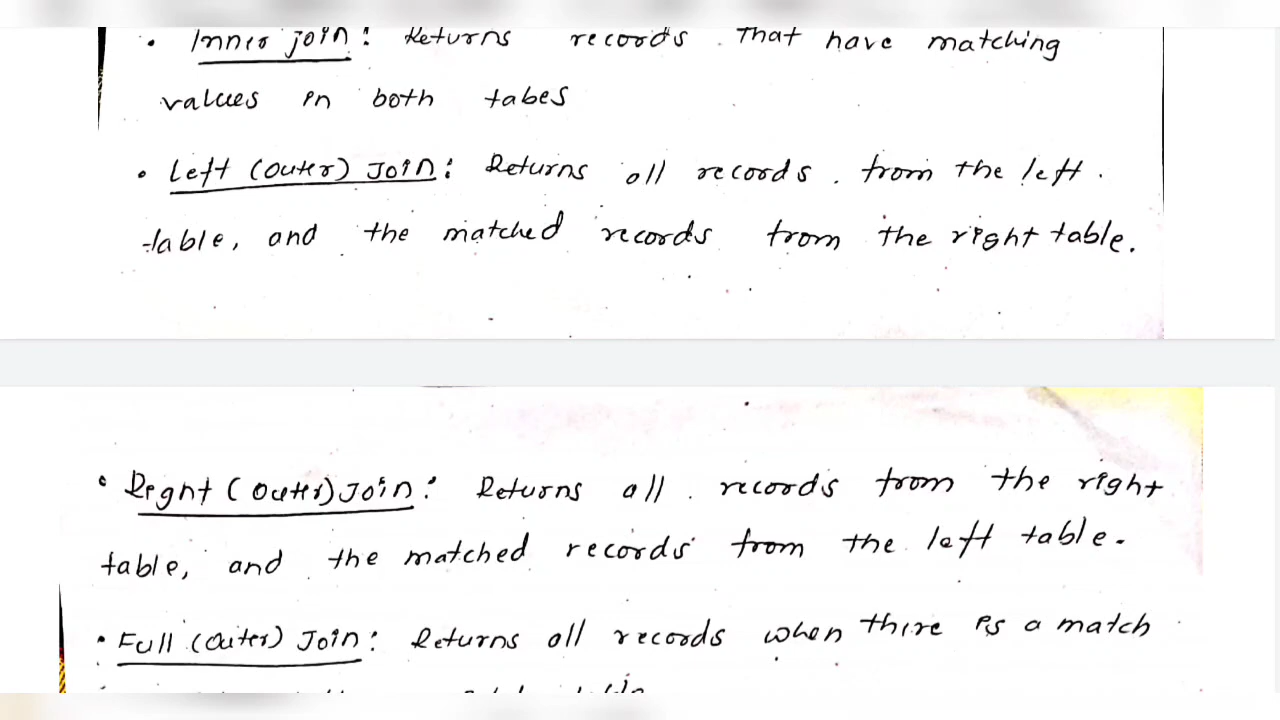 • Inner join: Returns records that have matching
values in both tabes
• Left (outer) Join: Returns all records from the left
table, and the matched records from the right table.
• Right (outer) Join: Returns all records from the right
table, and the matched records from the left table.
• Full (outer) Join: Returns all records when there is a match